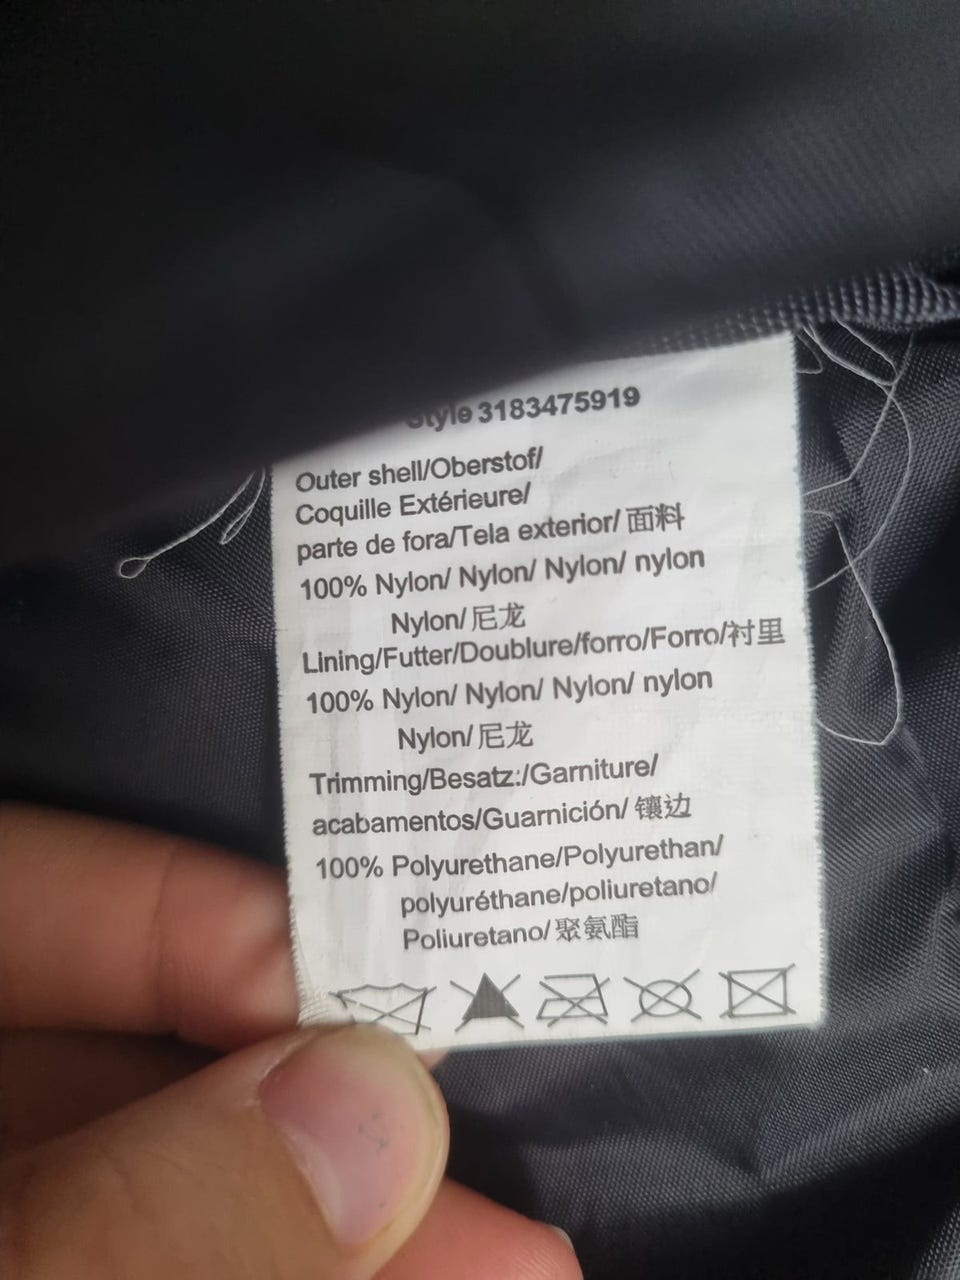 Style 3183475919
Outer shell/Oberstof/
Coquille Extérieure/
parte de fora/Tela exterior/ 面料
100% Nylon/ Nylon/ Nylon/ nylon
Nylon/ 尼龙
Lining/Futter/Doublure/forro/Forro/衬里
100% Nylon/ Nylon/ Nylon/ nylon
Nylon/ 尼龙
Trimming/Besatz:/Garniture/
acabamentos/Guarnición/ 镶边
100% Polyurethane/Polyurethan/
polyuréthane/poliuretano/
Poliuretano/ 聚氨酯